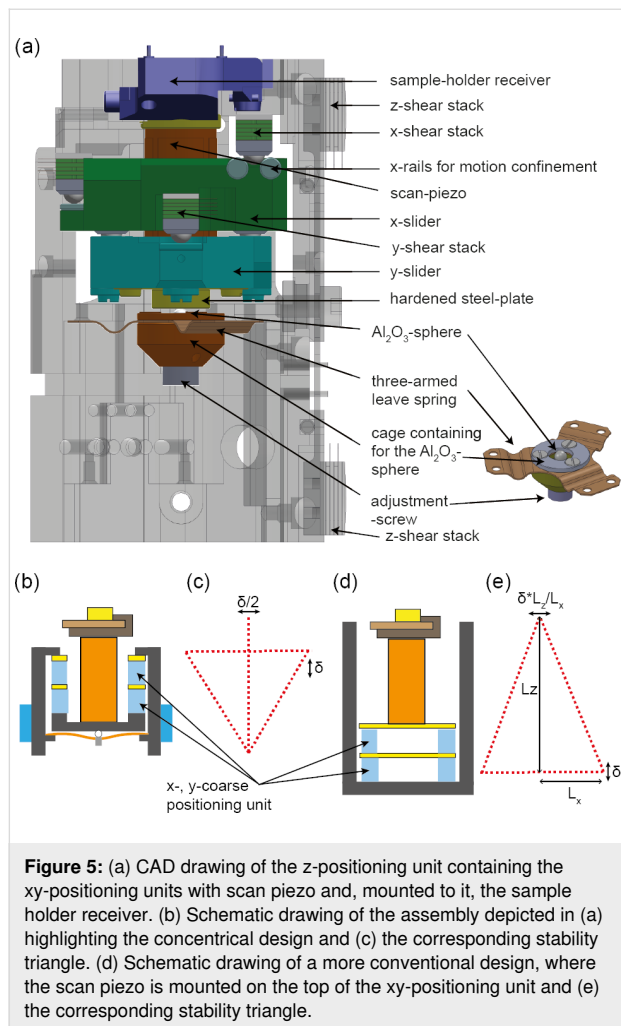 (a)
sample-holder receiver
z-shear stack
x-shear stack
x-rails for motion confinement
scan-piezo
x-slider
y-shear stack
y-slider
hardened steel-plate
Al₂O₃-sphere
three-armed
leave spring
cage containing
for the Al₂O₃-
sphere
adjustment
-screw
z-shear stack
(b)
(c)
(d)
(e)
δ/2
δ
δ*L_z/L_x
Lz
δ
L_x
x-, y-coarse
positioning unit
Figure 5: (a) CAD drawing of the z-positioning unit containing the
xy-positioning units with scan piezo and, mounted to it, the sample
holder receiver. (b) Schematic drawing of the assembly depicted in (a)
highlighting the concentrical design and (c) the corresponding stability
triangle. (d) Schematic drawing of a more conventional design, where
the scan piezo is mounted on the top of the xy-positioning unit and (e)
the corresponding stability triangle.